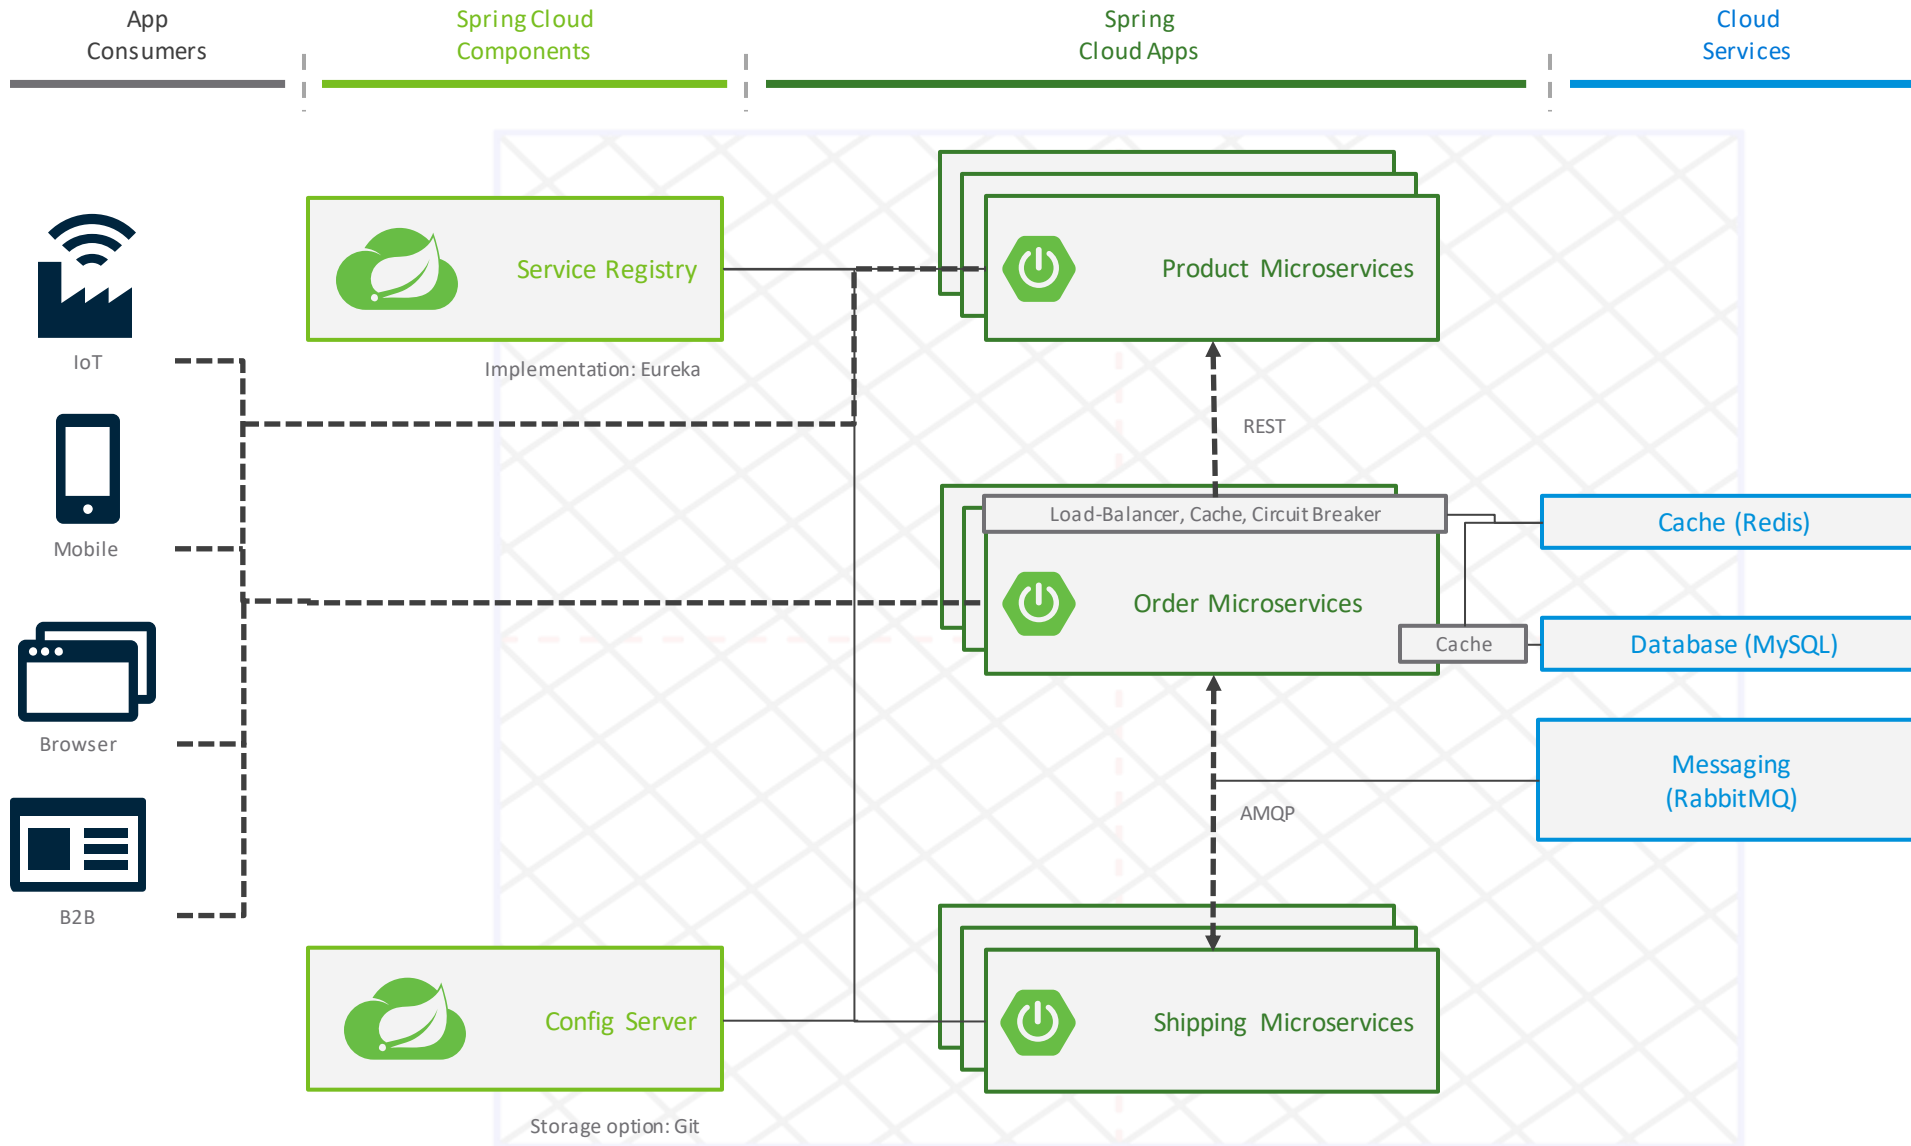 App
Consumers
Spring Cloud
Components
Spring
Cloud Apps
Cloud
Services
Service Registry
Product Microservices
IoT
Implementation: Eureka
REST
Load-Balancer, Cache, Circuit Breaker
Cache (Redis)
Mobile
Order Microservices
Cache
Database (MySQL)
Browser
Messaging
(RabbitMQ)
AMQP
B2B
Config Server
Shipping Microservices
Storage option: Git